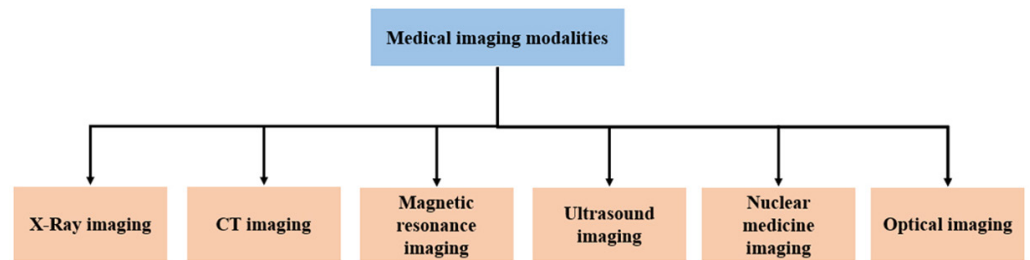 Medical imaging modalities
X-Ray imaging
CT imaging
Magnetic
resonance
imaging
Ultrasound
imaging
Nuclear
medicine
imaging
Optical imaging